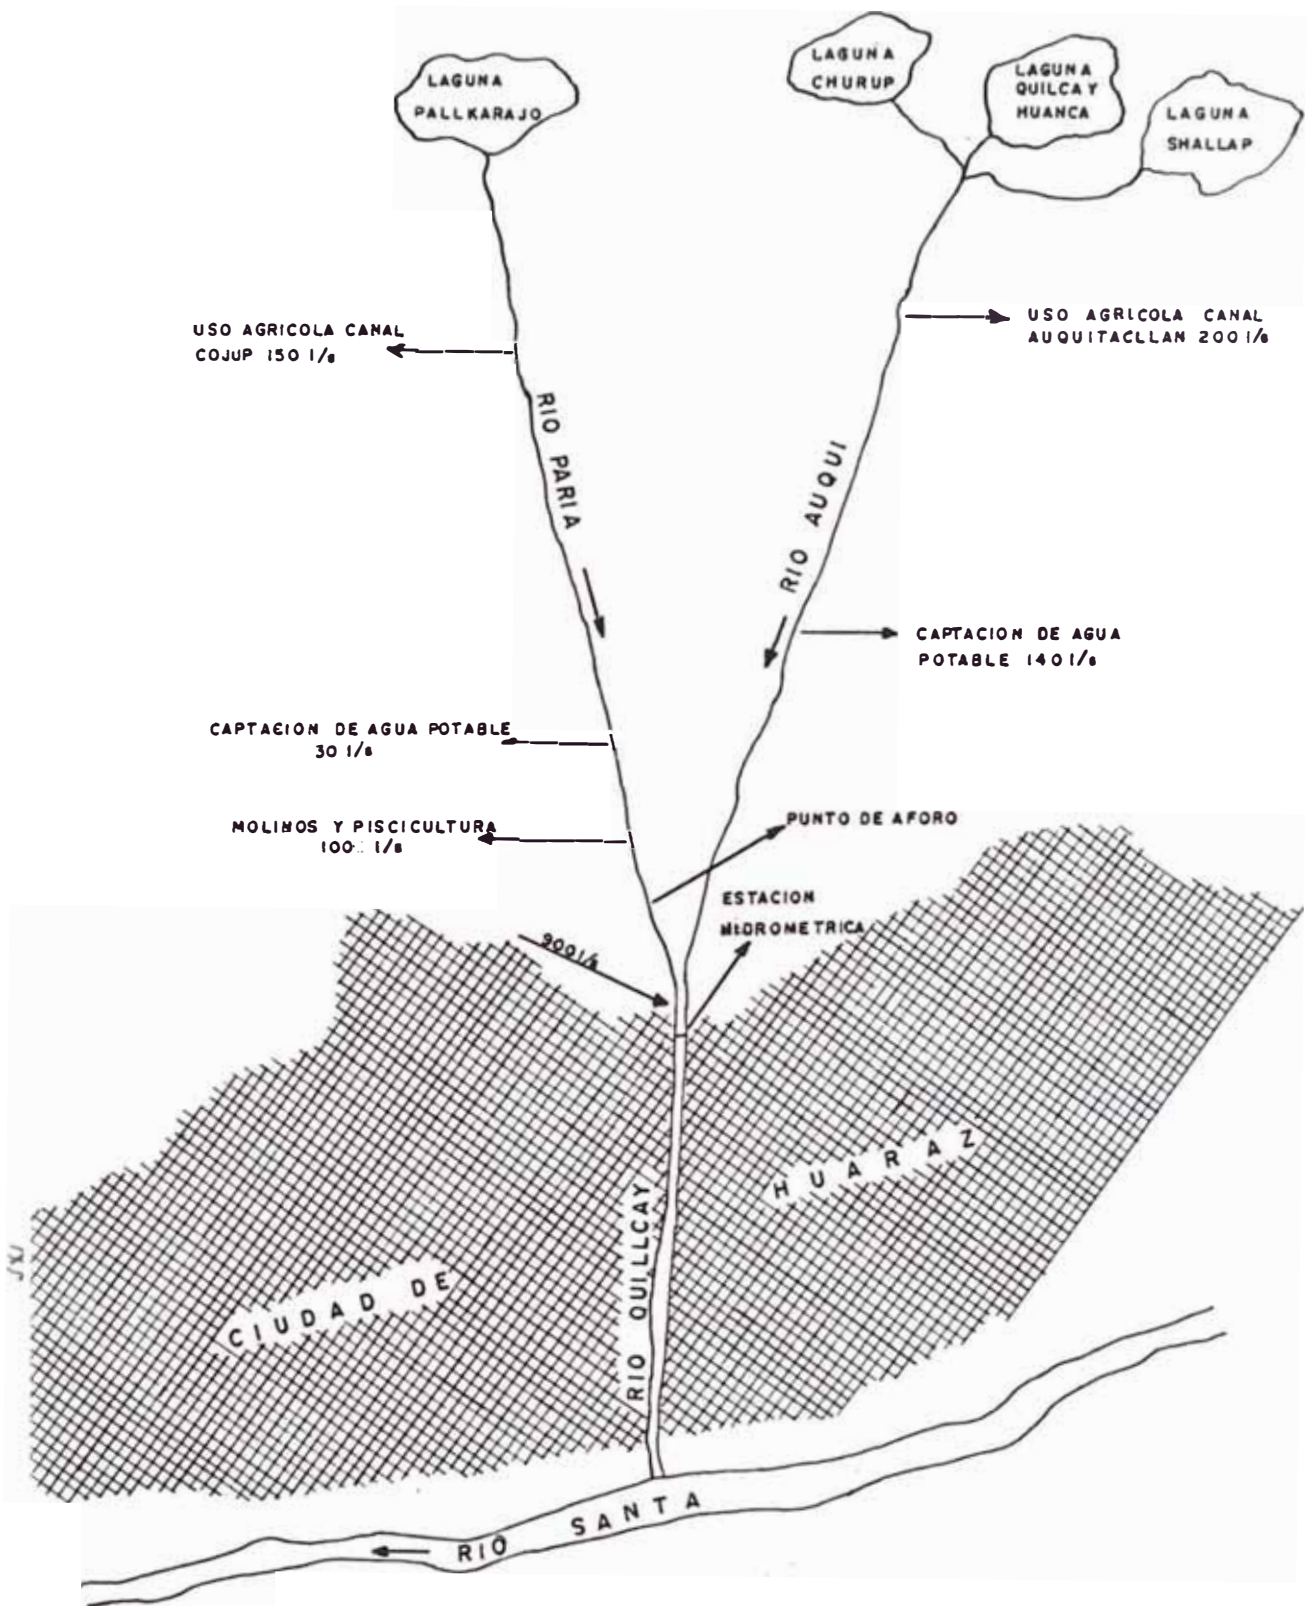 LAGUNA
PALLKARAJO
LAGUNA
CHURUP
LAGUNA
QUILCAY
HUANCA
LAGUNA
SHALLAP
USO AGRICOLA CANAL
COJUP 150 l/s
USO AGRICOLA CANAL
AUQUITACLLAN 200 l/s
RIO PARIA
RIO AUQUI
CAPTACION DE AGUA
POTABLE 140 l/s
CAPTACION DE AGUA POTABLE
30 l/s
MOLINOS Y PISCICULTURA
100 l/s
PUNTO DE AFORO
ESTACION
HIDROMETRICA
900 l/s
HUARAZ
CIUDAD DE
RIO QUILLCAY
RIO SANTA